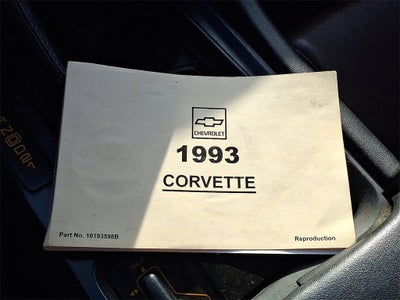 CHEVROLET
1993
CORVETTE
Part No. 10193598B
Reproduction